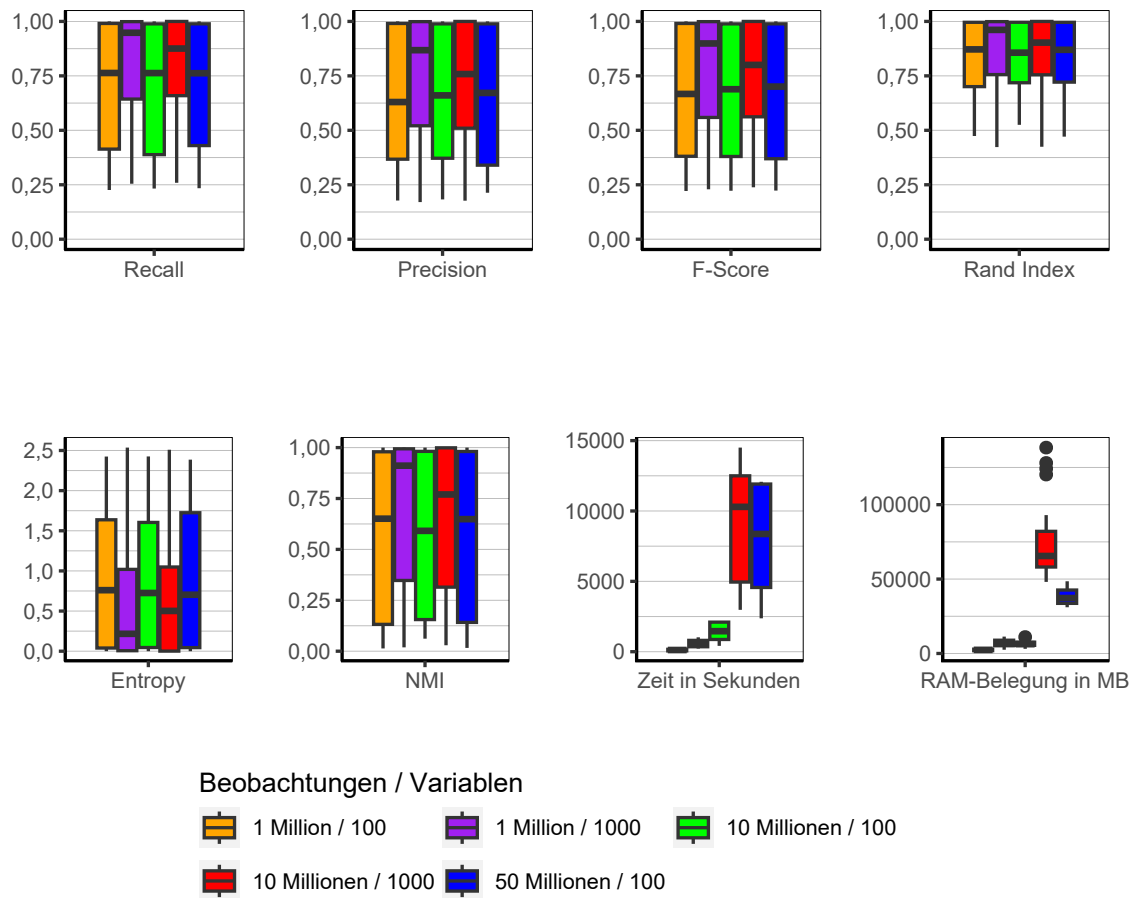 1,00 1,00 1,00 1,00
0,75 0,75 0,75 0,75
0,50 0,50 0,50 0,50
0,25 0,25 0,25 0,25
0,00 0,00 0,00 0,00
Recall Precision F-Score Rand Index
2,5 1,00 15000
2,0 0,75 10000 100000
1,5 0,50 5000 50000
1,0 0,25 0 0
0,5 0,00
0,0
Entropy NMI Zeit in Sekunden RAM-Belegung in MB
Beobachtungen / Variablen
1 Million / 100 1 Million / 1000 10 Millionen / 100
10 Millionen / 1000 50 Millionen / 100